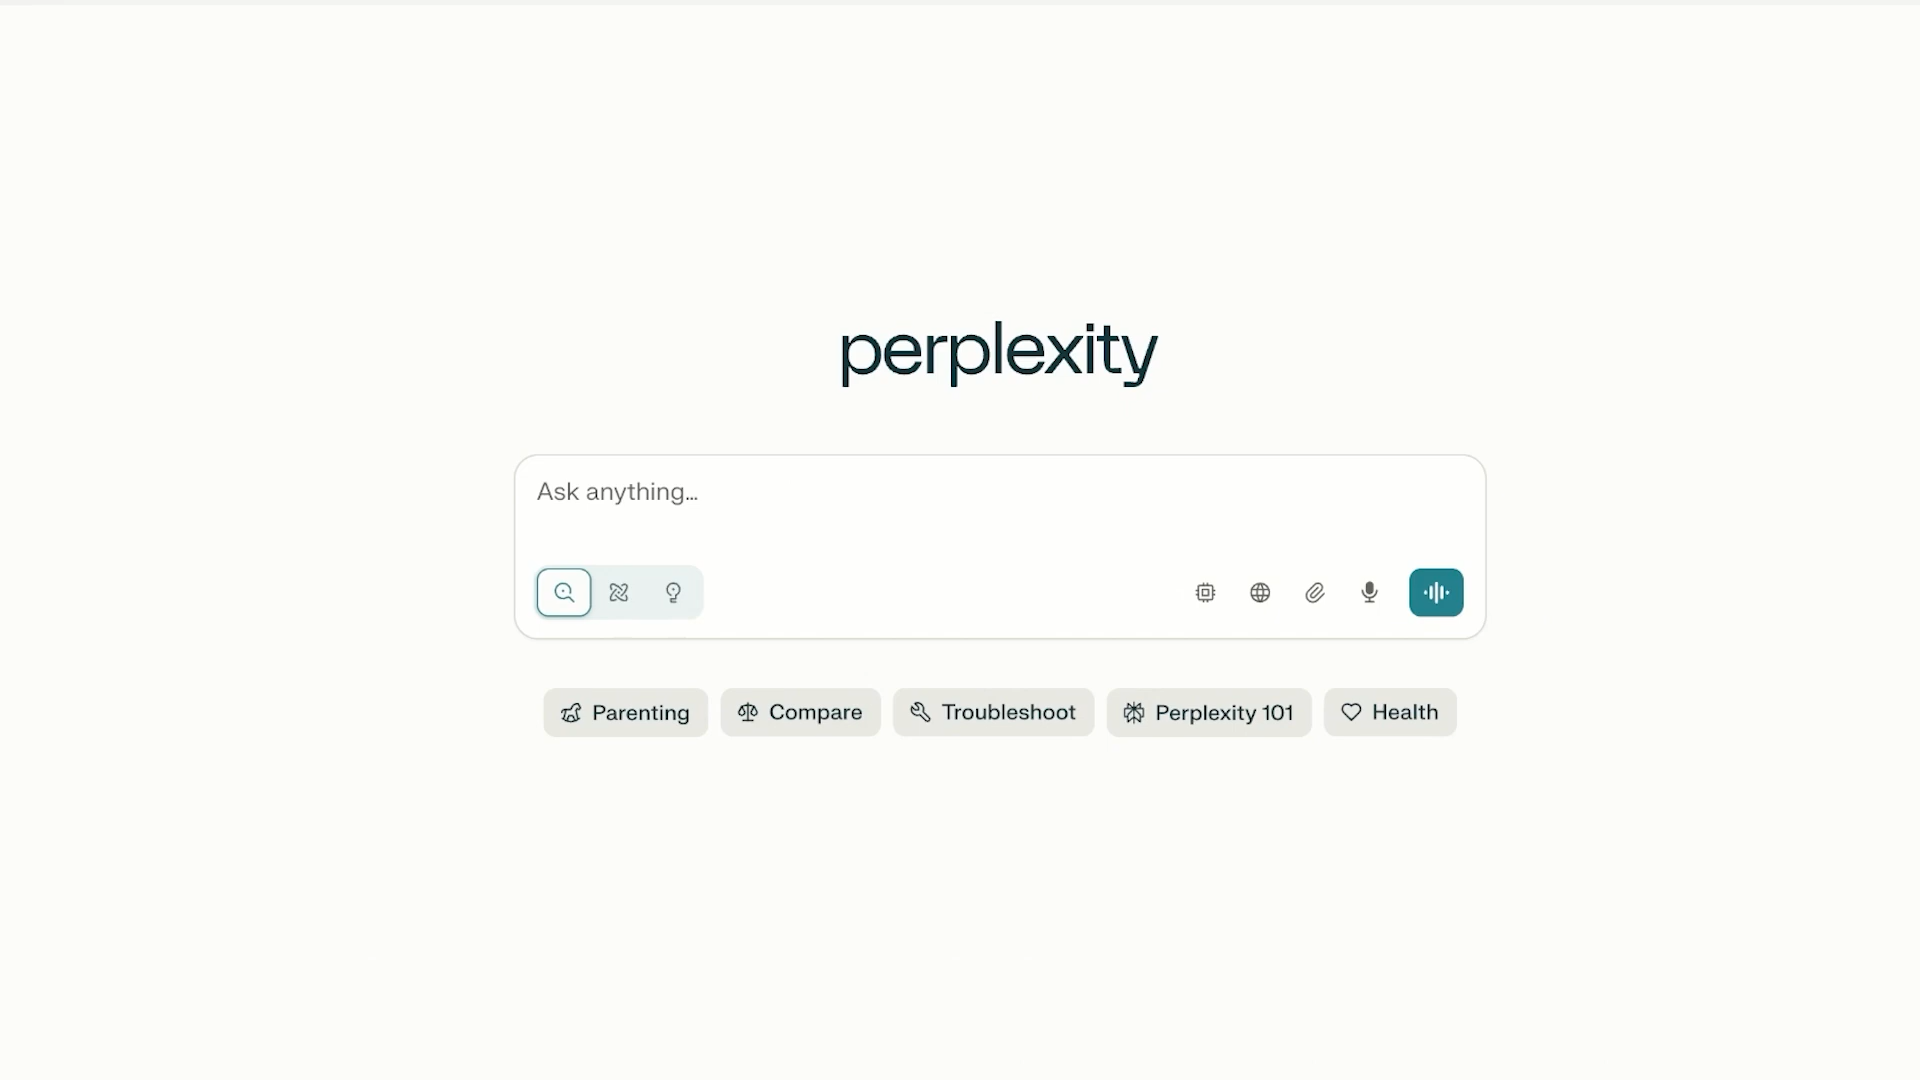 perplexity
Ask anything...
Parenting
Compare
Troubleshoot
Perplexity 101
Health